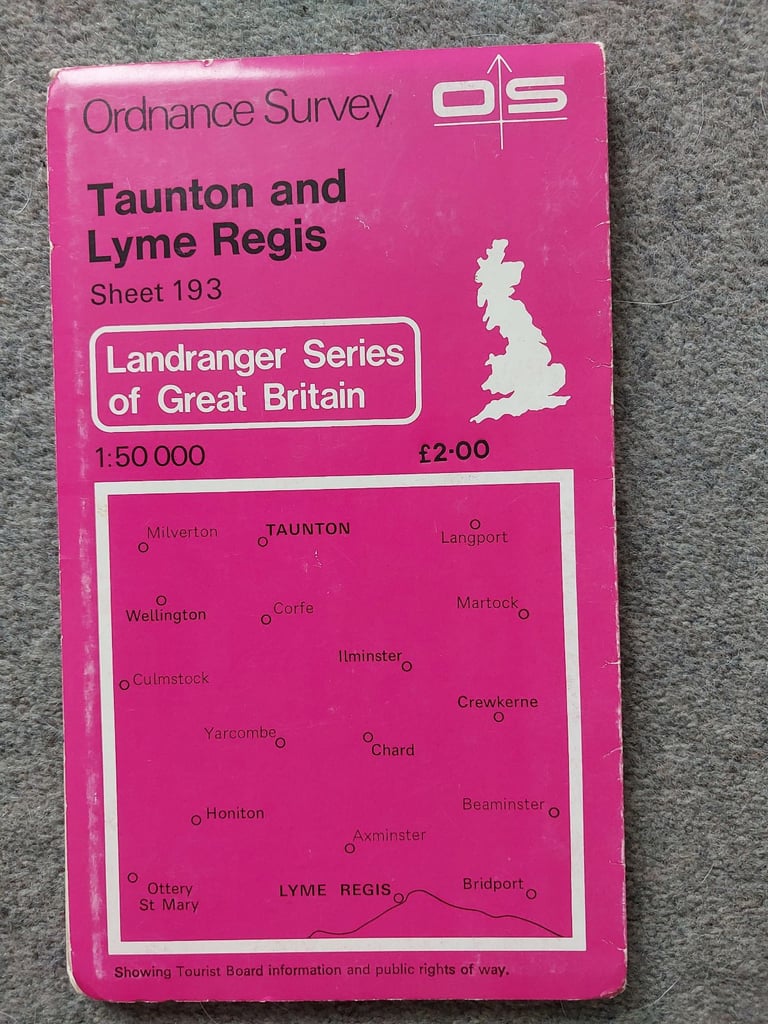 Ordnance Survey
OS
Taunton and
Lyme Regis
Sheet 193
Landranger Series
of Great Britain
1:50 000
£2·00
Milverton
TAUNTON
Langport
Wellington
Corfe
Martock
Ilminster
Culmstock
Crewkerne
Yarcombe
Chard
Honiton
Beaminster
Axminster
Ottery
St Mary
LYME REGIS
Bridport
Showing Tourist Board information and public rights of way.